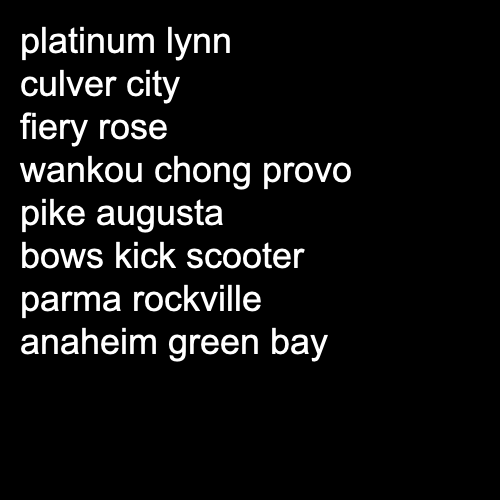 platinum lynn
culver city
fiery rose
wankou chong provo
pike augusta
bows kick scooter
parma rockville
anaheim green bay